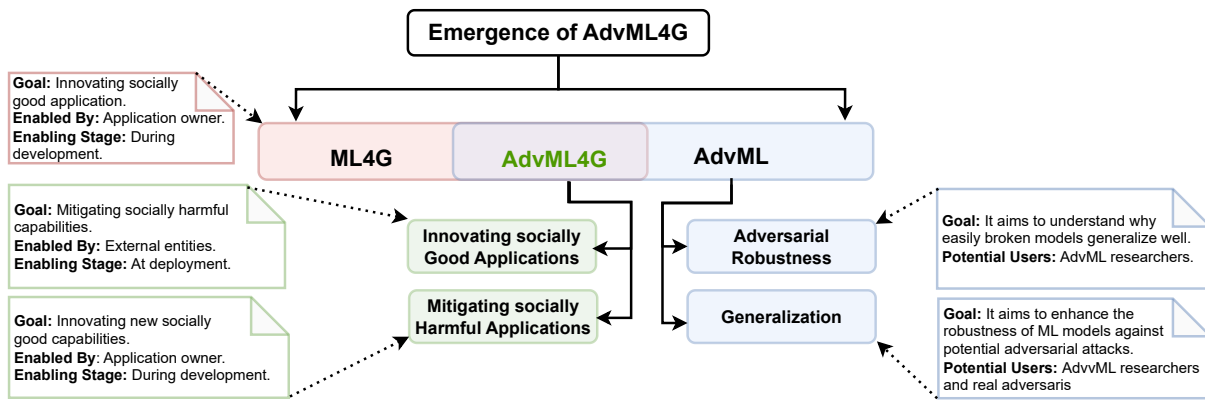 Emergence of AdvML4G
Goal: Innovating socially
good application.
Enabled By: Application owner.
Enabling Stage: During
development.
ML4G
AdvML4G
AdvML
Goal: Mitigating socially harmful
capabilities.
Enabled By: External entities.
Enabling Stage: At deployment.
Innovating socially
Good Applications
Adversarial
Robustness
Goal: It aims to understand why
easily broken models generalize well.
Potential Users: AdvML researchers.
Goal: Innovating new socially
good capabilities.
Enabled By: Application owner.
Enabling Stage: During development.
Mitigating socially
Harmful Applications
Generalization
Goal: It aims to enhance the
robustness of ML models against
potential adversarial attacks.
Potential Users: AdvvML researchers
and real adversaris